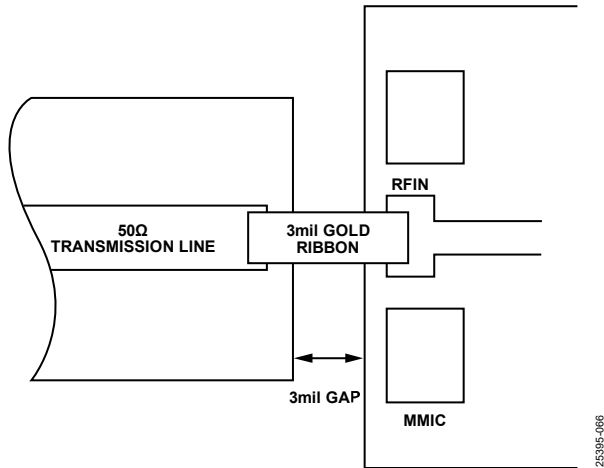 RFIN
50Ω
TRANSMISSION LINE
3mil GOLD
RIBBON
3mil GAP
MMIC
25395-066